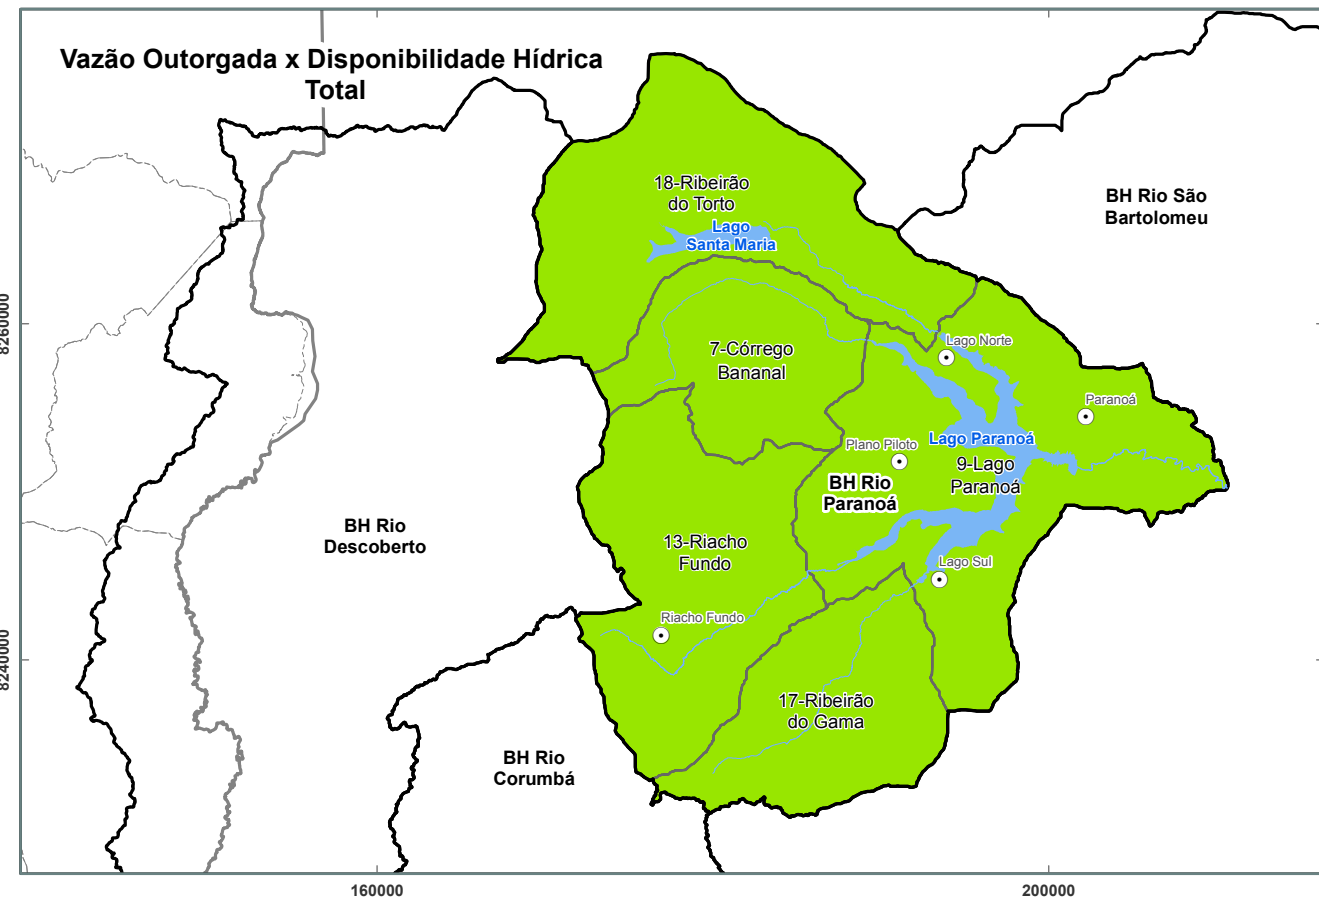 Vazão Outorgada x Disponibilidade Hídrica
Total
18-Ribeirão
do Torto
Lago
Santa Maria
BH Rio São
Bartolomeu
8260000
7-Córrego
Bananal
Lago Norte
Paranoá
Plano Piloto
Lago Paranoá
9-Lago
Paranoá
BH Rio
Paranoá
BH Rio
Descoberto
13-Riacho
Fundo
Lago Sul
Riacho Fundo
8240000
17-Ribeirão
do Gama
BH Rio
Corumbá
160000
200000